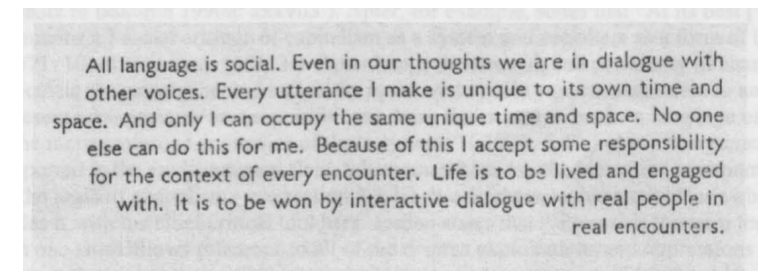 All language is social. Even in our thoughts we are in dialogue with
other voices. Every utterance I make is unique to its own time and
space. And only I can occupy the same unique time and space. No one
else can do this for me. Because of this I accept some responsibility
for the context of every encounter. Life is to be lived and engaged
with. It is to be won by interactive dialogue with real people in
real encounters.